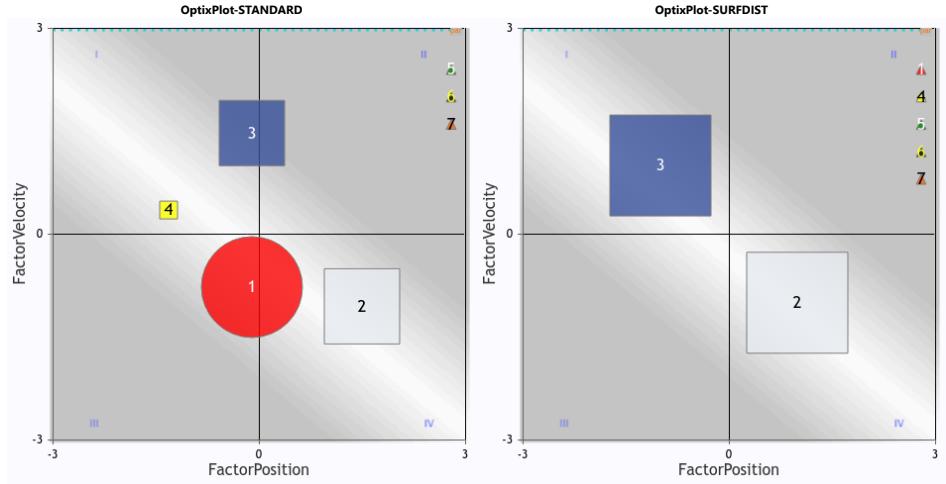 OptixPlot-STANDARD
3
par
I
II
5
6
7
3
4
FactorVelocity
0
1
2
III
IV
-3
-3
0
3
FactorPosition
OptixPlot-SURFDIST
3
par
I
II
1
4
5
6
7
3
FactorVelocity
0
2
III
IV
-3
-3
0
3
FactorPosition